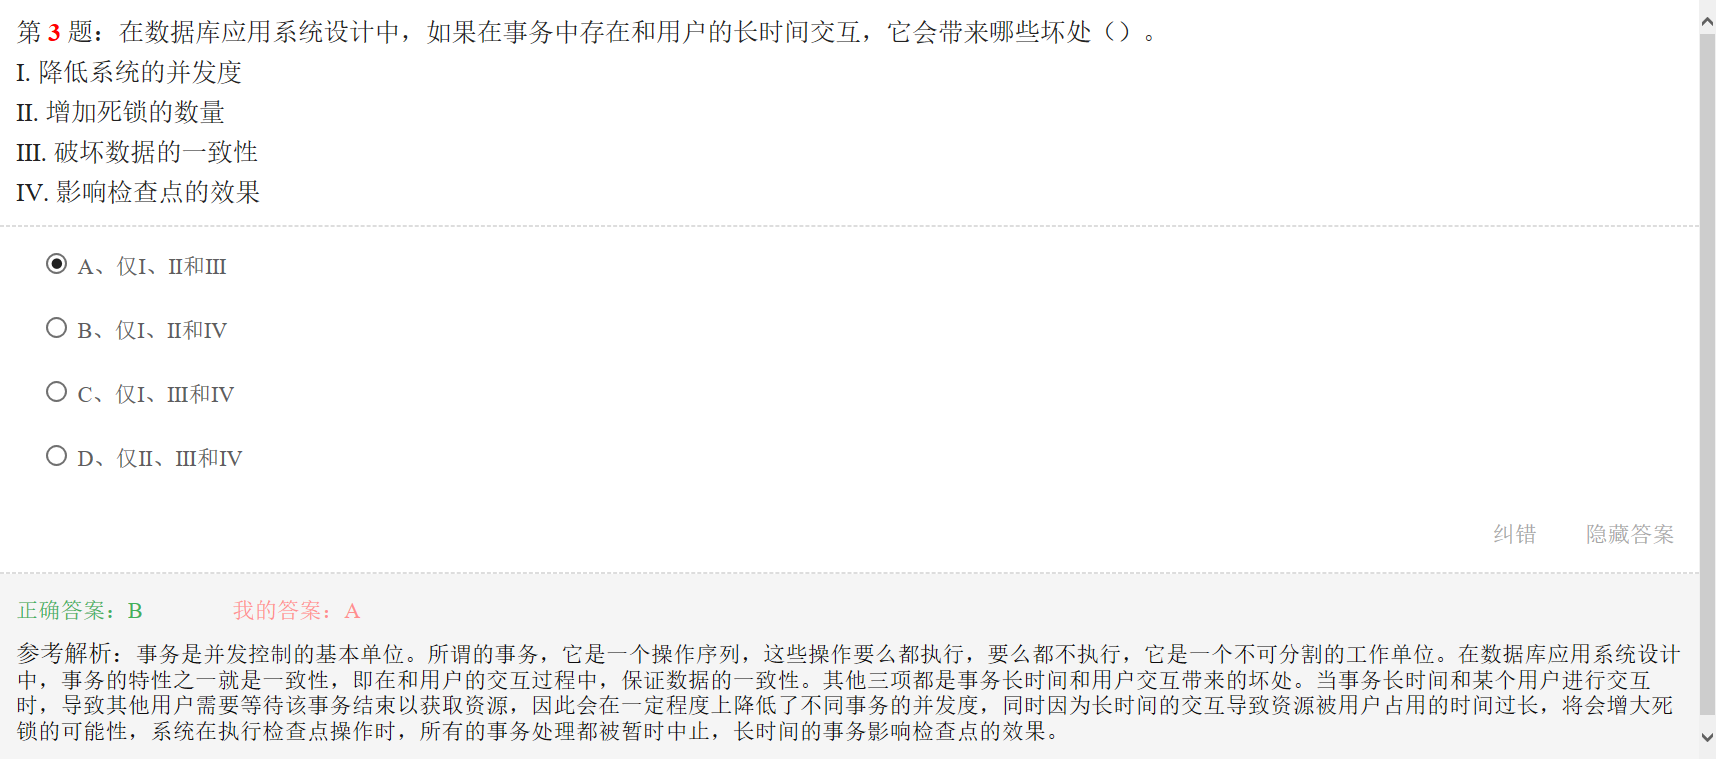 第 3 题：在数据库应用系统设计中，如果在事务中存在和用户的长时间交互，它会带来哪些坏处（）。
I. 降低系统的并发度
II. 增加死锁的数量
III. 破坏数据的一致性
IV. 影响检查点的效果
A、仅I、II和III
B、仅I、II和IV
C、仅I、III和IV
D、仅II、III和IV
纠错 隐藏答案
正确答案：B 我的答案：A
参考解析：事务是并发控制的基本单位。所谓的事务，它是一个操作序列，这些操作要么都执行，要么都不执行，它是一个不可分割的工作单位。在数据库应用系统设计
中，事务的特性之一就是一致性，即在和用户的交互过程中，保证数据的一致性。其他三项都是事务长时间和用户交互带来的坏处。当事务长时间和某个用户进行交互
时，导致其他用户需要等待该事务结束以获取资源，因此会在一定程度上降低了不同事务的并发度，同时因为长时间的交互导致资源被用户占用的时间过长，将会增大死
锁的可能性，系统在执行检查点操作时，所有的事务处理都被暂时中止，长时间的事务影响检查点的效果。